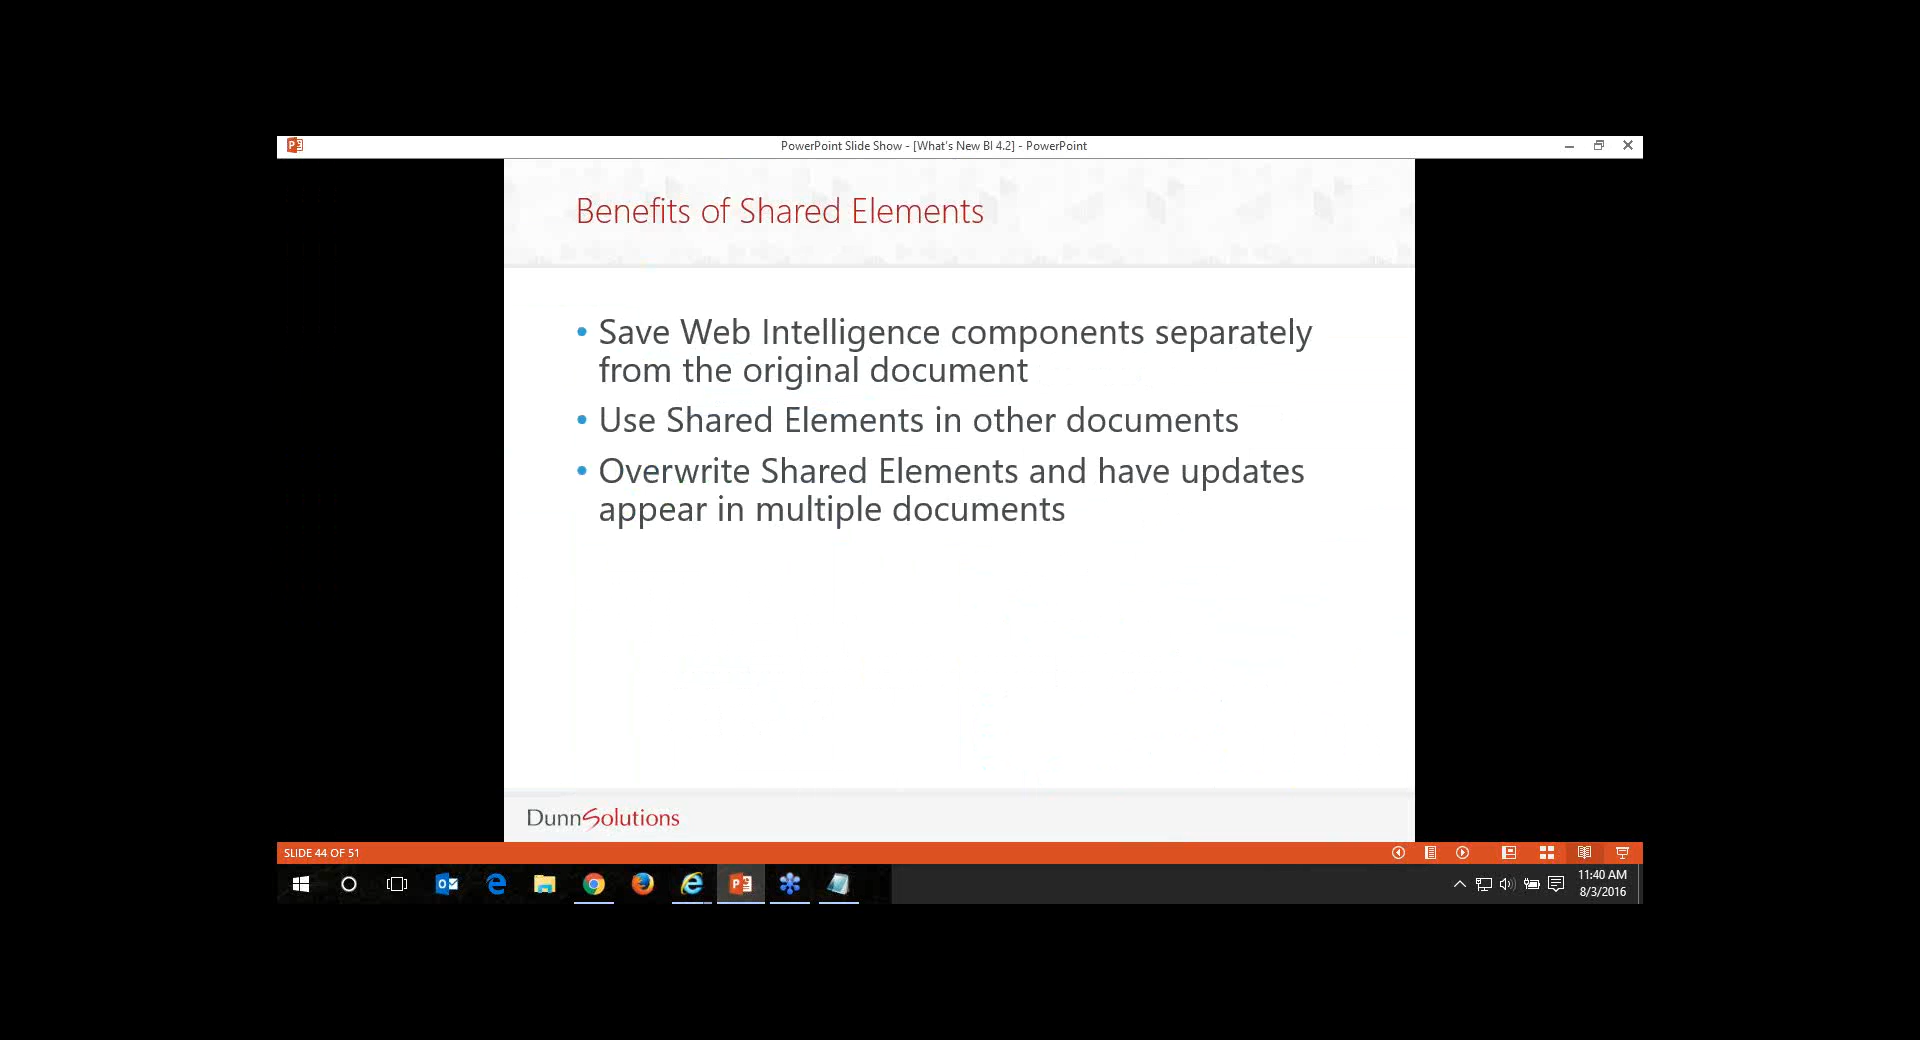 PowerPoint Slide Show - [What's New BI 4.2] - PowerPoint
Benefits of Shared Elements
• Save Web Intelligence components separately
from the original document
• Use Shared Elements in other documents
• Overwrite Shared Elements and have updates
appear in multiple documents
DunnSolutions
SLIDE 44 OF 51
11:40 AM
8/3/2016